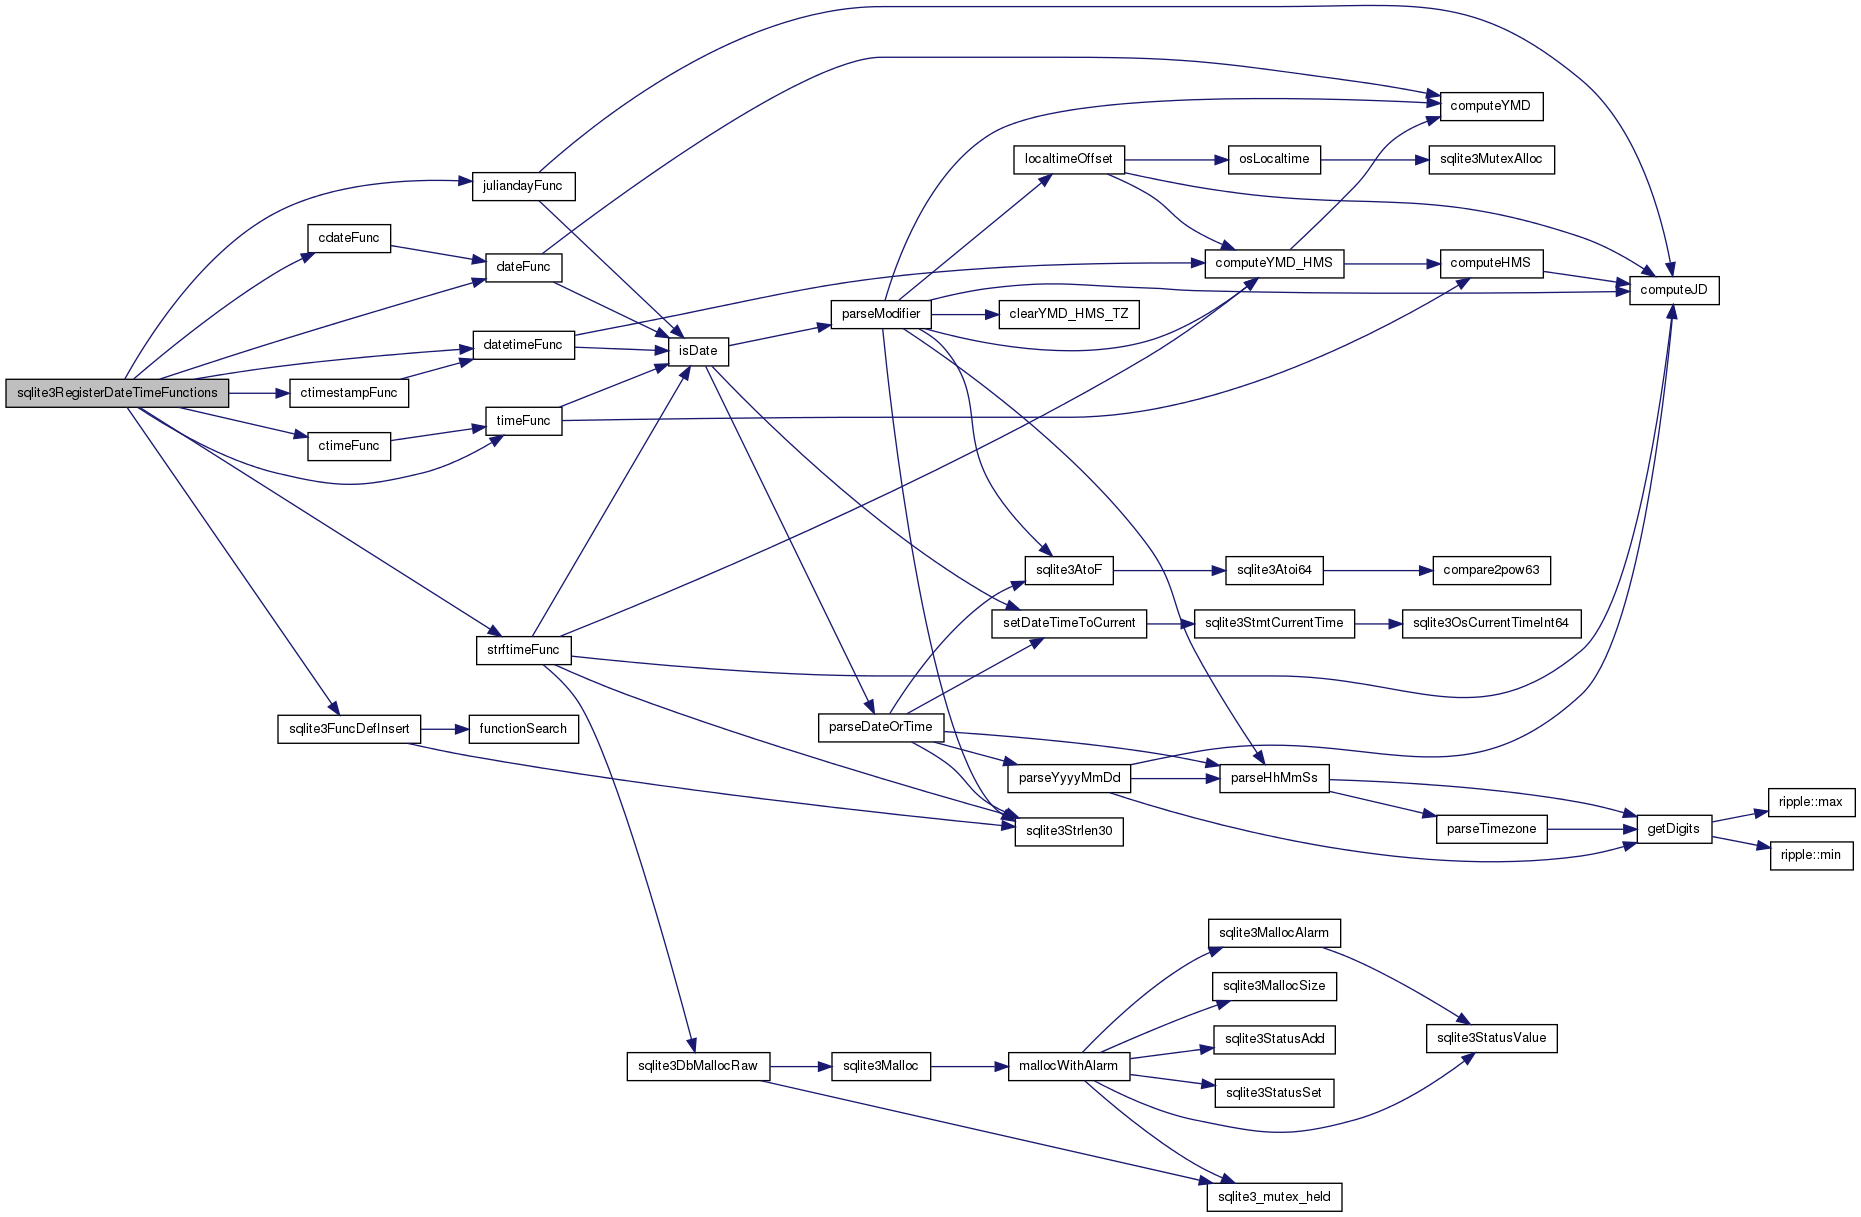 sqlite3RegisterDateTimeFunctions
juliandayFunc
cdateFunc
dateFunc
datetimeFunc
ctimestampFunc
timeFunc
ctimeFunc
strftimeFunc
sqlite3FuncDefInsert
functionSearch
isDate
parseModifier
parseDateOrTime
localtimeOffset
osLocaltime
sqlite3MutexAlloc
computeYMD
computeYMD_HMS
computeHMS
computeJD
clearYMD_HMS_TZ
sqlite3AtoF
sqlite3Atoi64
compare2pow63
setDateTimeToCurrent
sqlite3StmtCurrentTime
sqlite3OsCurrentTimeInt64
parseYyyyMmDd
parseHhMmSs
sqlite3Strlen30
parseTimezone
getDigits
ripple::max
ripple::min
sqlite3DbMallocRaw
sqlite3Malloc
mallocWithAlarm
sqlite3MallocAlarm
sqlite3MallocSize
sqlite3StatusAdd
sqlite3StatusSet
sqlite3StatusValue
sqlite3_mutex_held